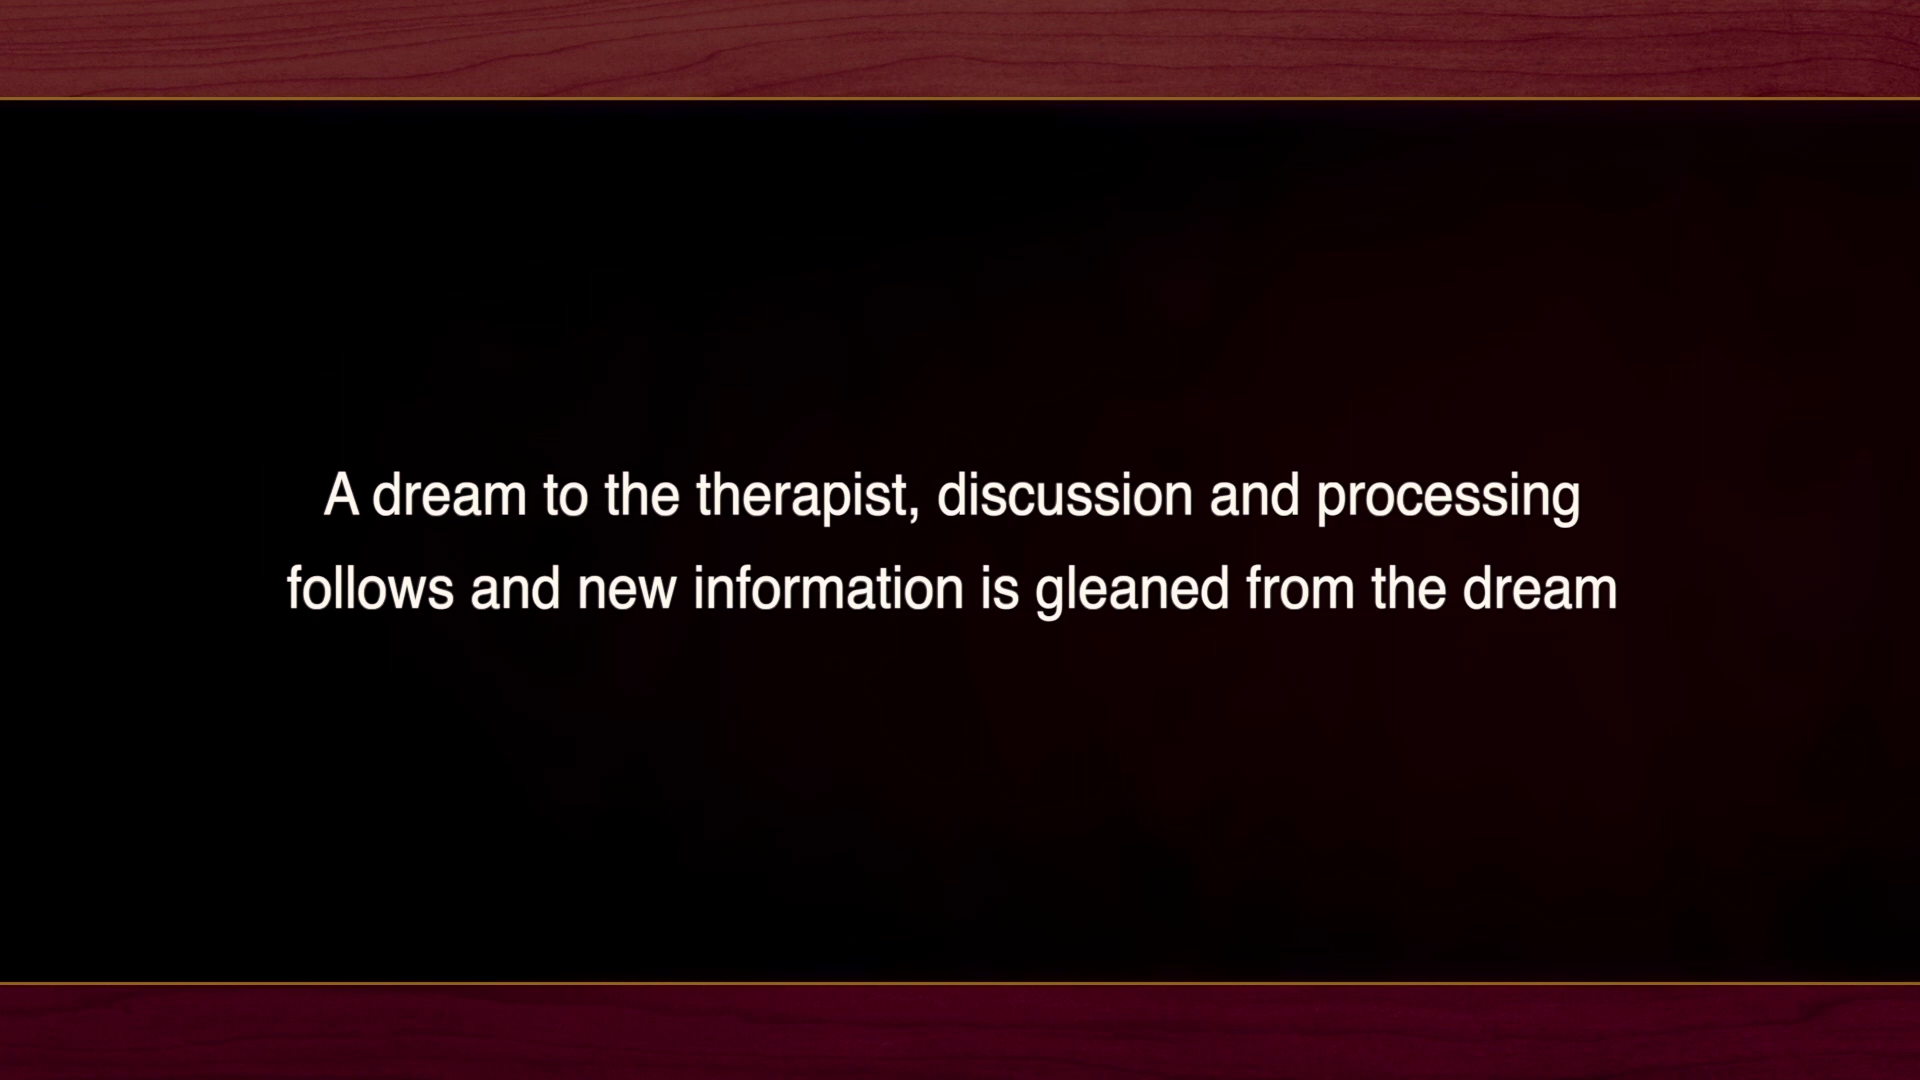 A dream to the therapist, discussion and processing
follows and new information is gleaned from the dream